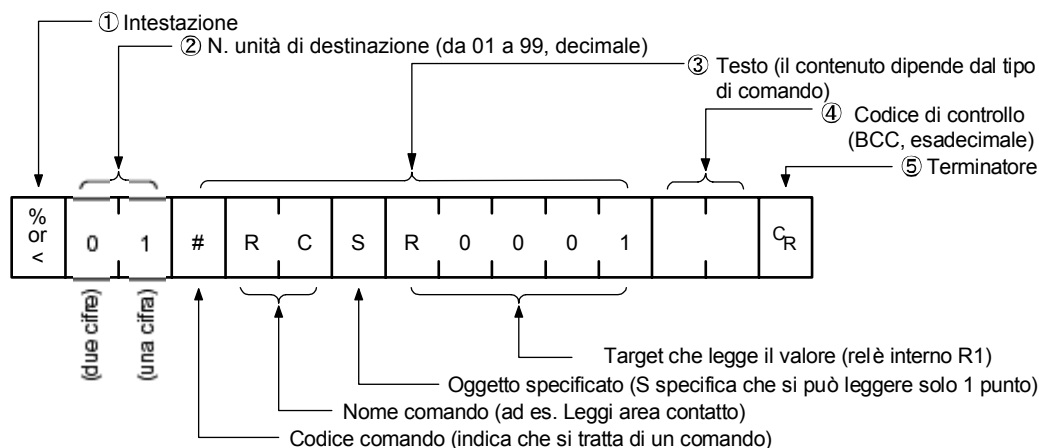 ① Intestazione
② N. unità di destinazione (da 01 a 99, decimale)
③ Testo (il contenuto dipende dal tipo
di comando)
④ Codice di controllo
(BCC, esadecimale)
⑤ Terminatore
%
or
<
0 1 # R C S R 0 0 0 1 CR
(due cifre)
(una cifra)
Target che legge il valore (relè interno R1)
Oggetto specificato (S specifica che si può leggere solo 1 punto)
Nome comando (ad es. Leggi area contatto)
Codice comando (indica che si tratta di un comando)